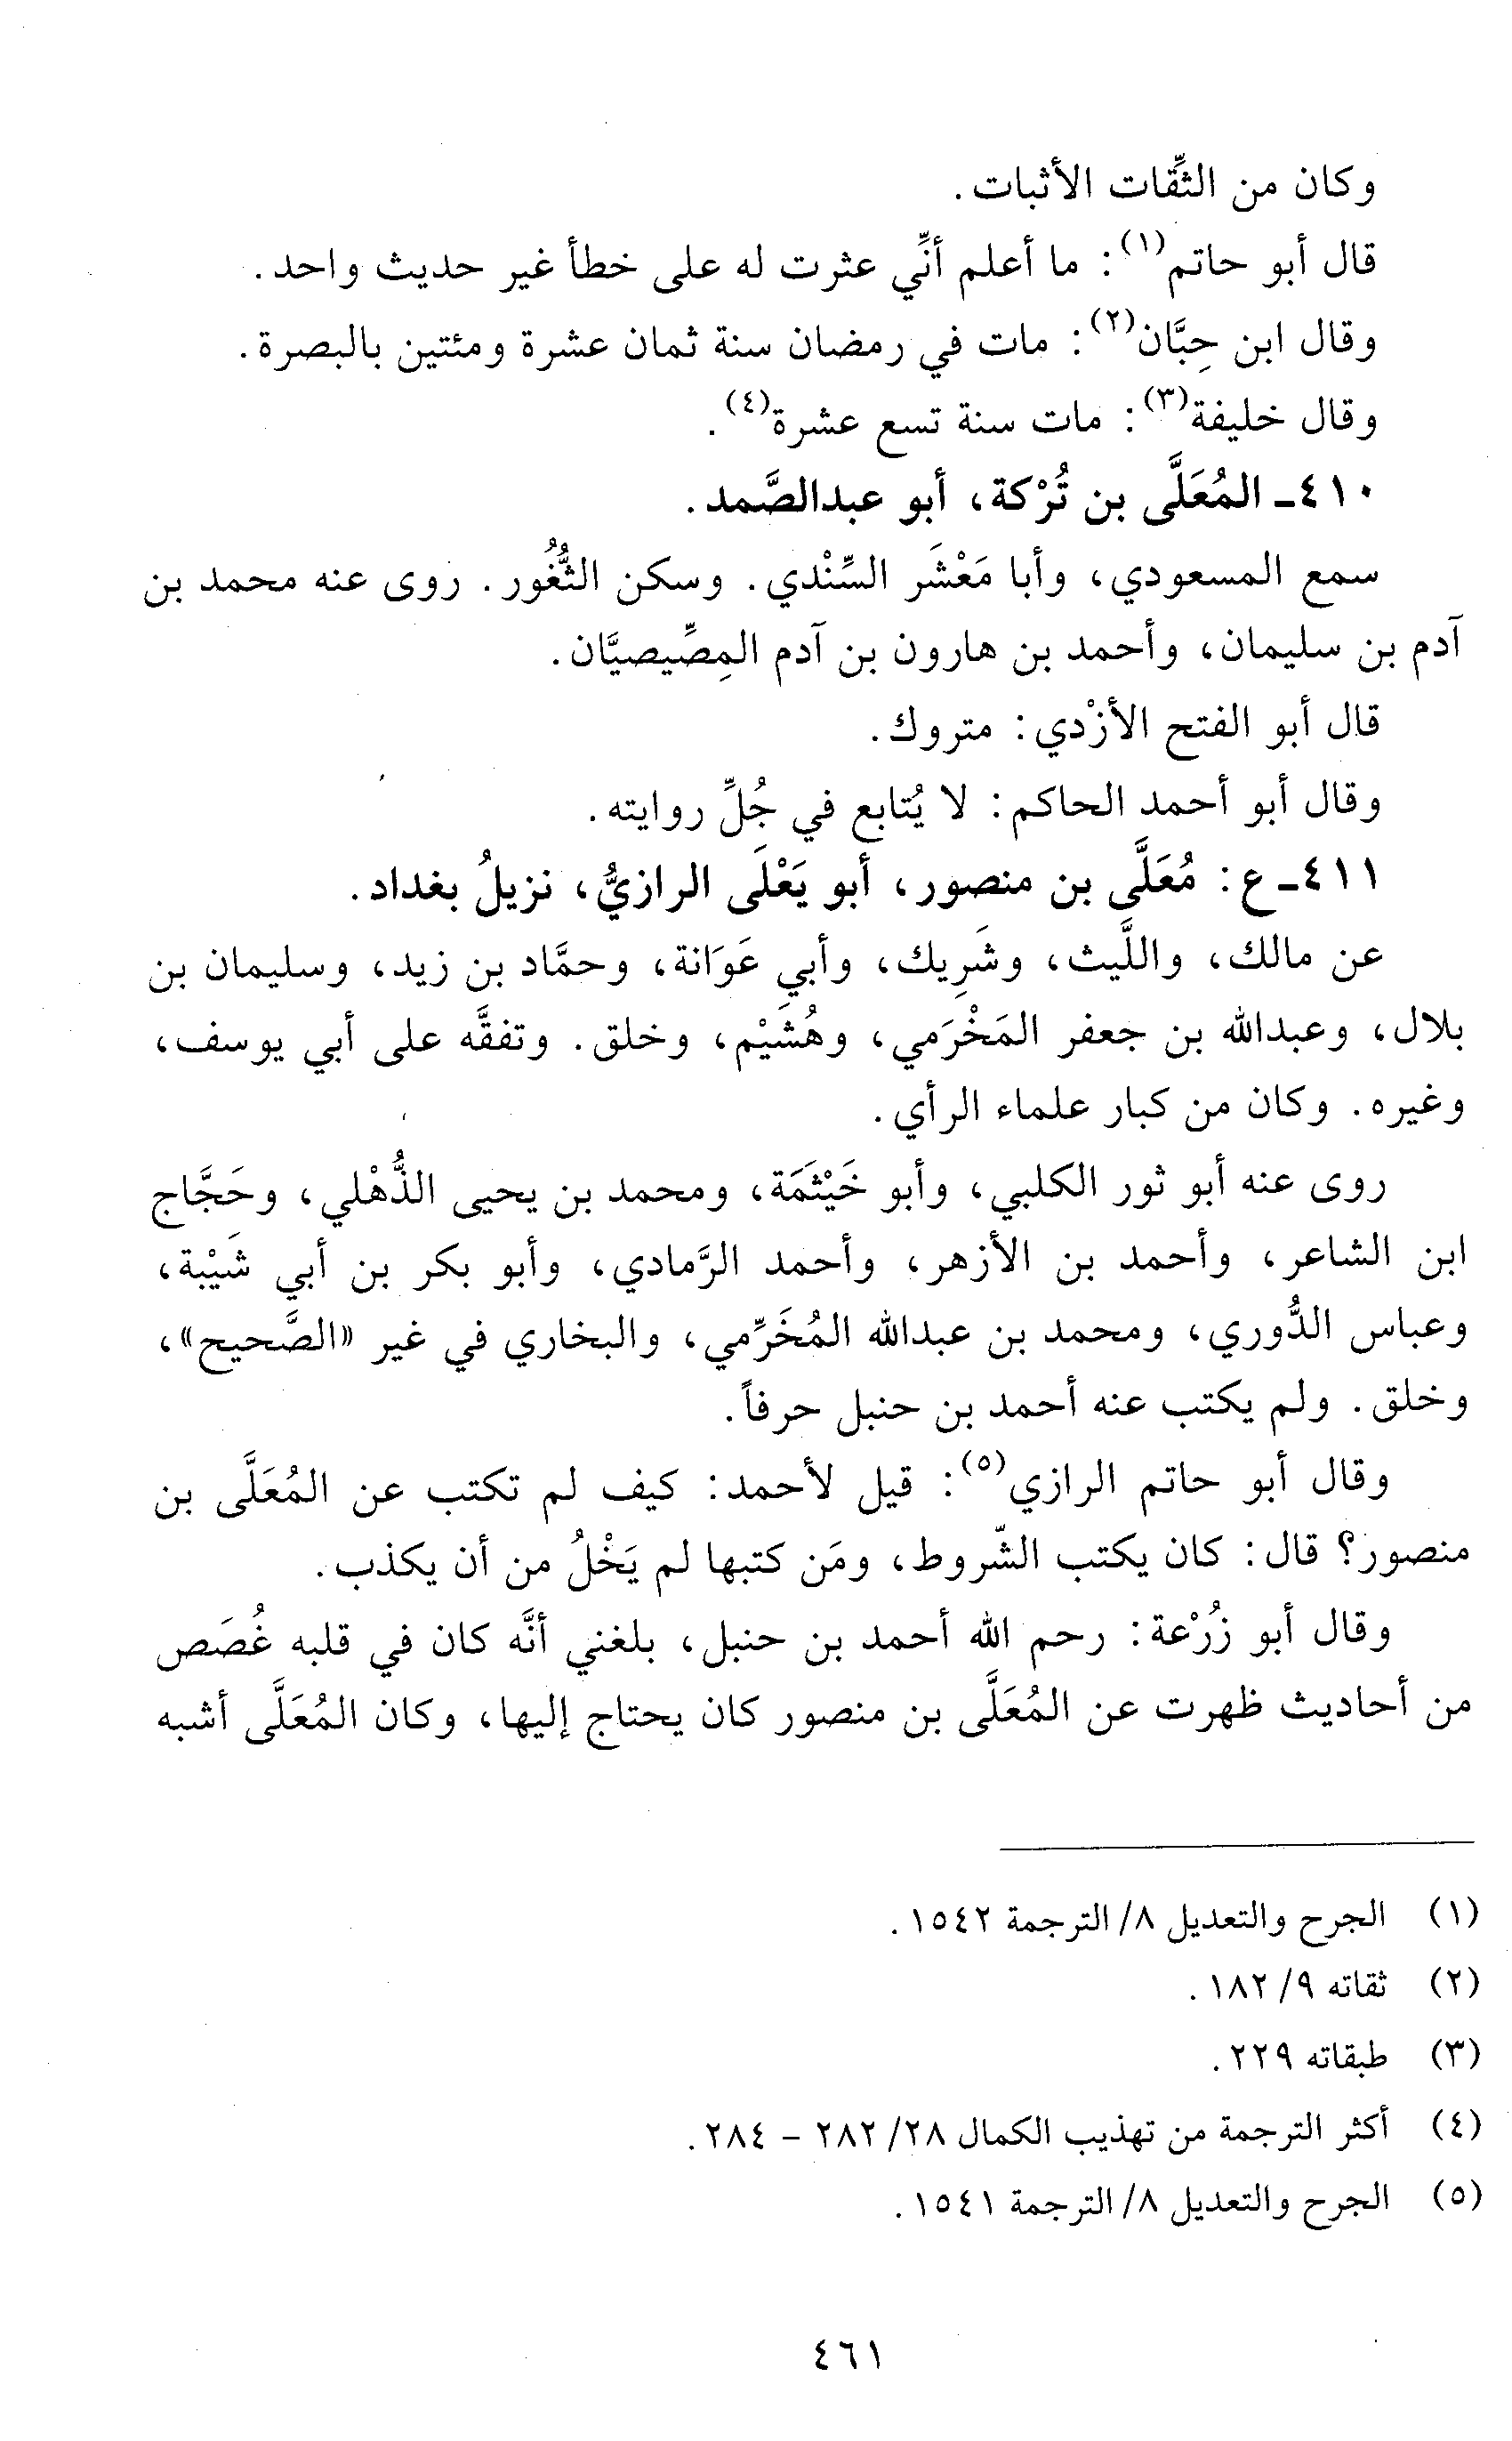 وكان من الثِّقات الأثبات.
قال أبو حاتم(١): ما أعلم أنِّي عثرت له على خطأ غير حديث واحد.
وقال ابن حِبَّان(٢): مات في رمضان سنة ثمان عشرة ومئتين بالبصرة.
وقال خليفة(٣): مات سنة تسع عشرة(٤).
٤١٠- المُعَلَّى بن تُرْكة، أبو عبدالصَّمد.
سمع المسعودي، وأبا مَعْشَر السِّنْدي. وسكن الثُّغُور. روى عنه محمد بن
آدم بن سليمان، وأحمد بن هارون بن آدم المِصِّيصيَّان.
قال أبو الفتح الأزْدي: متروك.
وقال أبو أحمد الحاكم: لا يُتابع في جُلِّ روايته.
٤١١- ع: مُعَلَّى بن منصور، أبو يَعْلَى الرازيُّ، نزيلُ بغداد.
عن مالك، واللَّيث، وشَرِيك، وأبي عَوَانة، وحمَّاد بن زيد، وسليمان بن
بلال، وعبدالله بن جعفر المَخْرَمي، وهُشَيْم، وخلق. وتفقَّه على أبي يوسف،
وغيره. وكان من كبار علماء الرأي.
روى عنه أبو ثور الكلبي، وأبو خَيْثَمَة، ومحمد بن يحيى الذُّهْلي، وحَجَّاج
ابن الشاعر، وأحمد بن الأزهر، وأحمد الرَّمادي، وأبو بكر بن أبي شَيْبة،
وعباس الدُّوري، ومحمد بن عبدالله المُخَرِّمي، والبخاري في غير «الصَّحيح»،
وخلق. ولم يكتب عنه أحمد بن حنبل حرفاً.
وقال أبو حاتم الرازي(٥): قيل لأحمد: كيف لم تكتب عن المُعَلَّى بن
منصور؟ قال: كان يكتب الشّروط، ومَن كتبها لم يَخْلُ من أن يكذب.
وقال أبو زُرْعة: رحم الله أحمد بن حنبل، بلغني أنَّه كان في قلبه غُصَص
من أحاديث ظهرت عن المُعَلَّى بن منصور كان يحتاج إليها، وكان المُعَلَّى أشبه
(١) الجرح والتعديل ٨/ الترجمة ١٥٤٢.
(٢) ثقاته ٩/ ١٨٢.
(٣) طبقاته ٢٢٩.
(٤) أكثر الترجمة من تهذيب الكمال ٢٨/ ٢٨٢ - ٢٨٤.
(٥) الجرح والتعديل ٨/ الترجمة ١٥٤١.
٤٦١